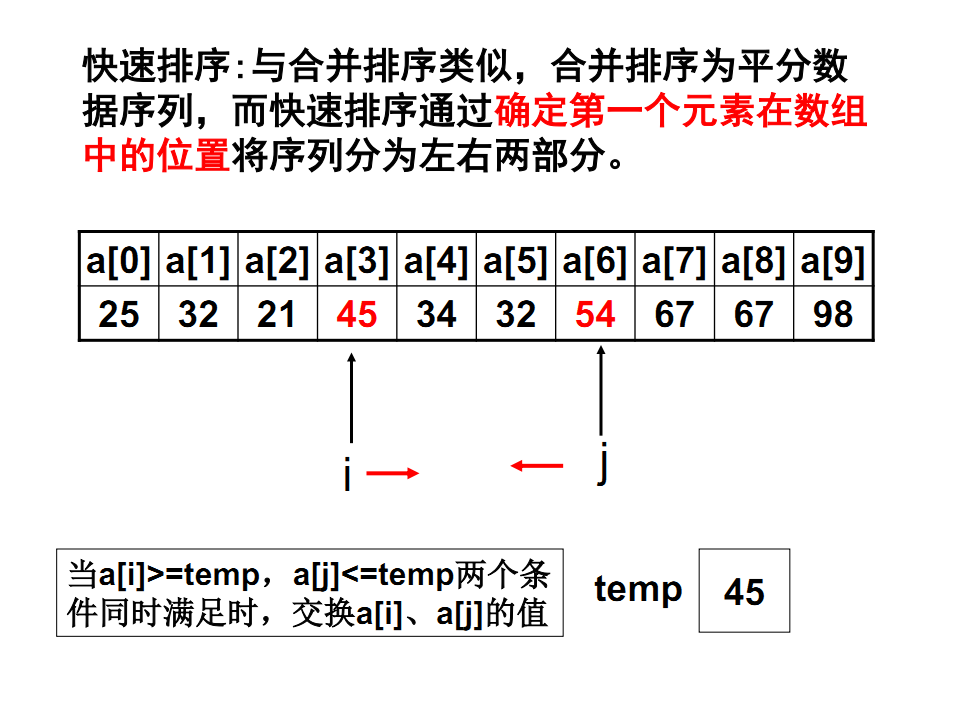 快速排序:与合并排序类似，合并排序为平分数
据序列，而快速排序通过确定第一个元素在数组
中的位置将序列分为左右两部分。
a[0] a[1] a[2] a[3] a[4] a[5] a[6] a[7] a[8] a[9]
25 32 21 45 34 32 54 67 67 98
i j
当a[i]>=temp，a[j]<=temp两个条
件同时满足时，交换a[i]、a[j]的值
temp 45